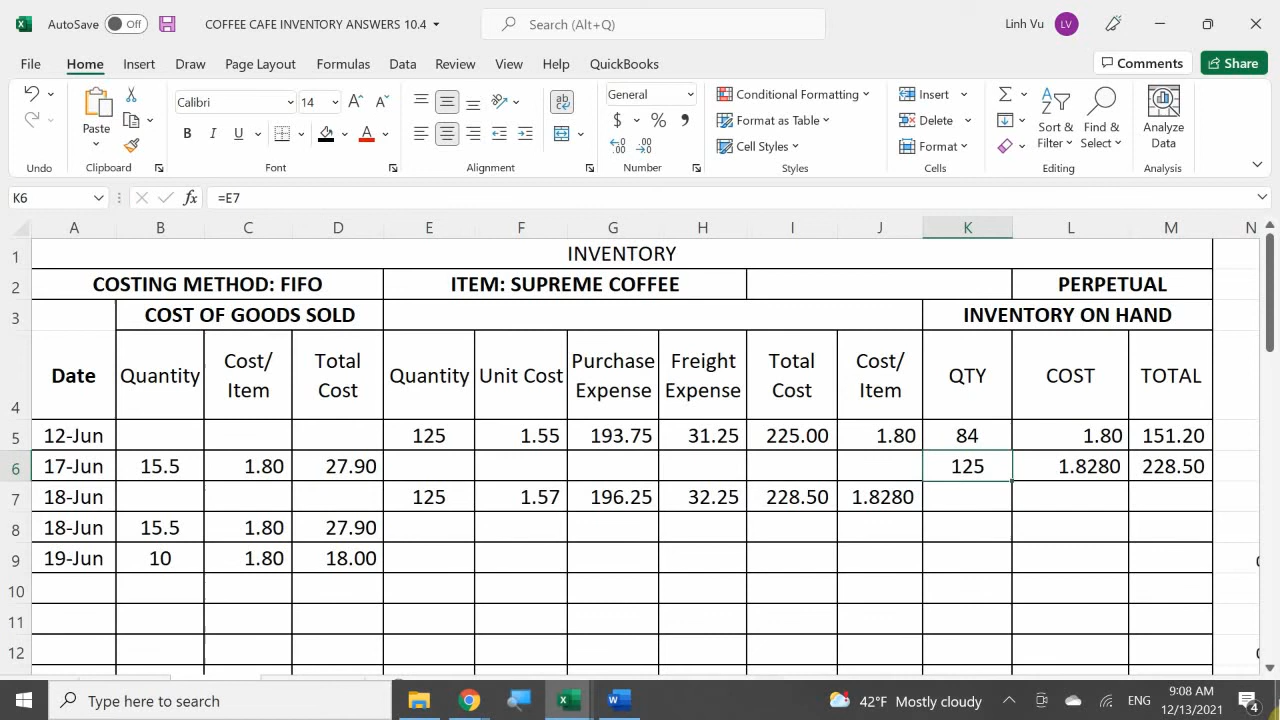 AutoSave Off COFFEE CAFE INVENTORY ANSWERS 10.4 Search (Alt+Q) Linh Vu LV
File Home Insert Draw Page Layout Formulas Data Review View Help QuickBooks Comments Share
Calibri 14 A A ab General Conditional Formatting Insert
Paste B I U A $ % , Format as Table Delete Sort & Find & Analyze
Cell Styles Format Filter Select Data
Undo Clipboard Font Alignment Number Styles Cells Editing Analysis
K6 fx =E7
A B C D E F G H I J K L M N
1 INVENTORY
2 COSTING METHOD: FIFO ITEM: SUPREME COFFEE PERPETUAL
3 COST OF GOODS SOLD INVENTORY ON HAND
4 Date Quantity Cost/ Item Total Cost Quantity Unit Cost Purchase Expense Freight Expense Total Cost Cost/ Item QTY COST TOTAL
5 12-Jun 125 1.55 193.75 31.25 225.00 1.80 84 1.80 151.20
6 17-Jun 15.5 1.80 27.90 125 1.8280 228.50
7 18-Jun 125 1.57 196.25 32.25 228.50 1.8280
8 18-Jun 15.5 1.80 27.90
9 19-Jun 10 1.80 18.00
10
11
12
Type here to search 42°F Mostly cloudy ENG 9:08 AM 12/13/2021 4